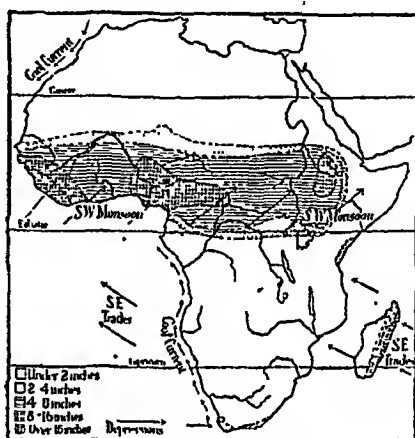 Cool Current
Cancer
SW Monsoon
SW Monsoon
SE
Trades
Cool Current
SE
Trades
Capricorn
Under 2 inches
2 4 inches
4 8 inches
8 -16 inches
Over 16 inches
Depressions